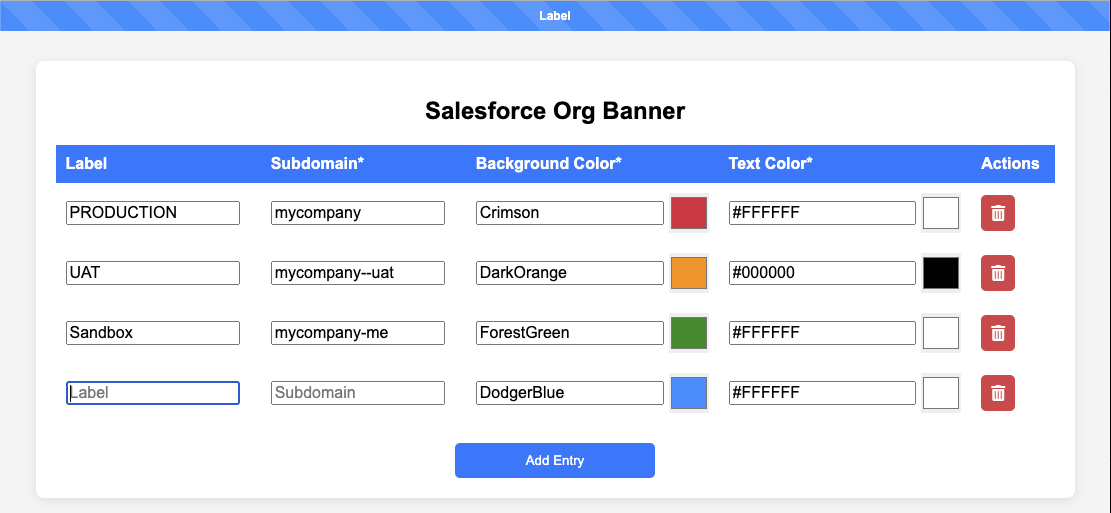 Label
Salesforce Org Banner
Label Subdomain* Background Color* Text Color* Actions
PRODUCTION mycompany Crimson #FFFFFF
UAT mycompany--uat DarkOrange #000000
Sandbox mycompany-me ForestGreen #FFFFFF
Label Subdomain DodgerBlue #FFFFFF
Add Entry